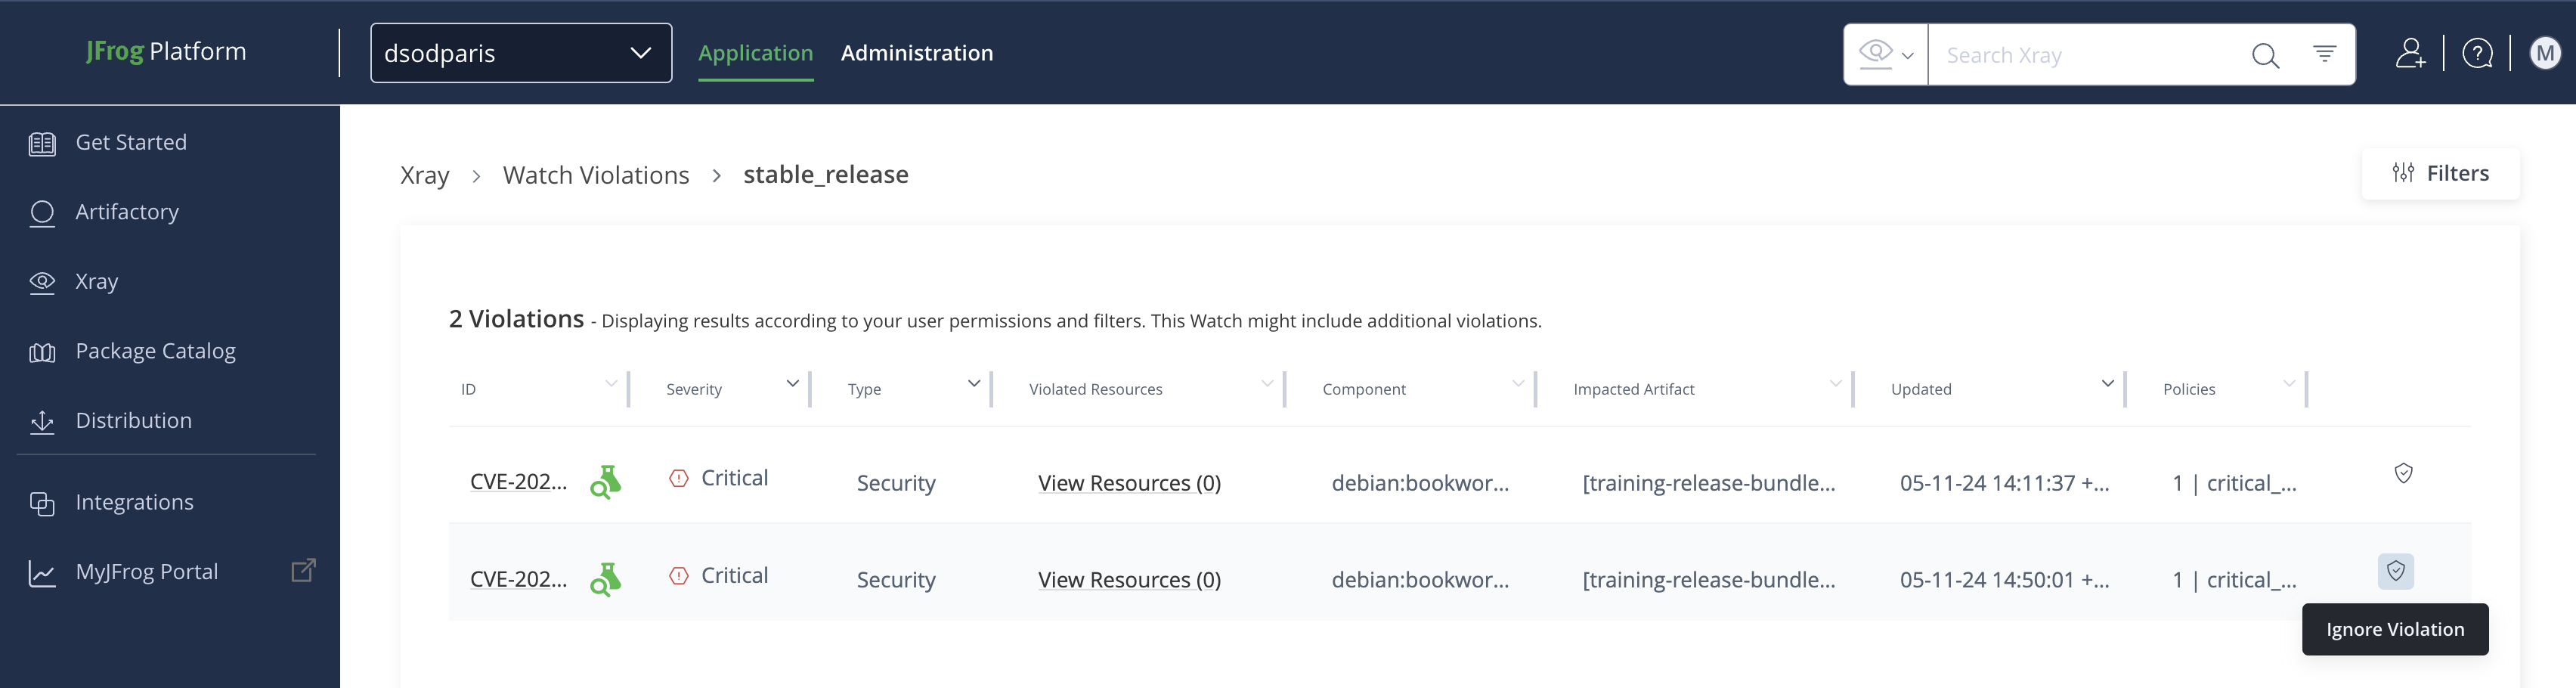 JFrog Platform
dsodparis
Application
Administration
Search Xray
M
Get Started
Artifactory
Xray
Package Catalog
Distribution
Integrations
MyJFrog Portal
Xray > Watch Violations > stable_release
Filters
2 Violations - Displaying results according to your user permissions and filters. This Watch might include additional violations.
ID Severity Type Violated Resources Component Impacted Artifact Updated Policies
CVE-202... Critical Security View Resources (0) debian:bookwor... [training-release-bundle... 05-11-24 14:11:37 +... 1 | critical_...
CVE-202... Critical Security View Resources (0) debian:bookwor... [training-release-bundle... 05-11-24 14:50:01 +... 1 | critical_...
Ignore Violation